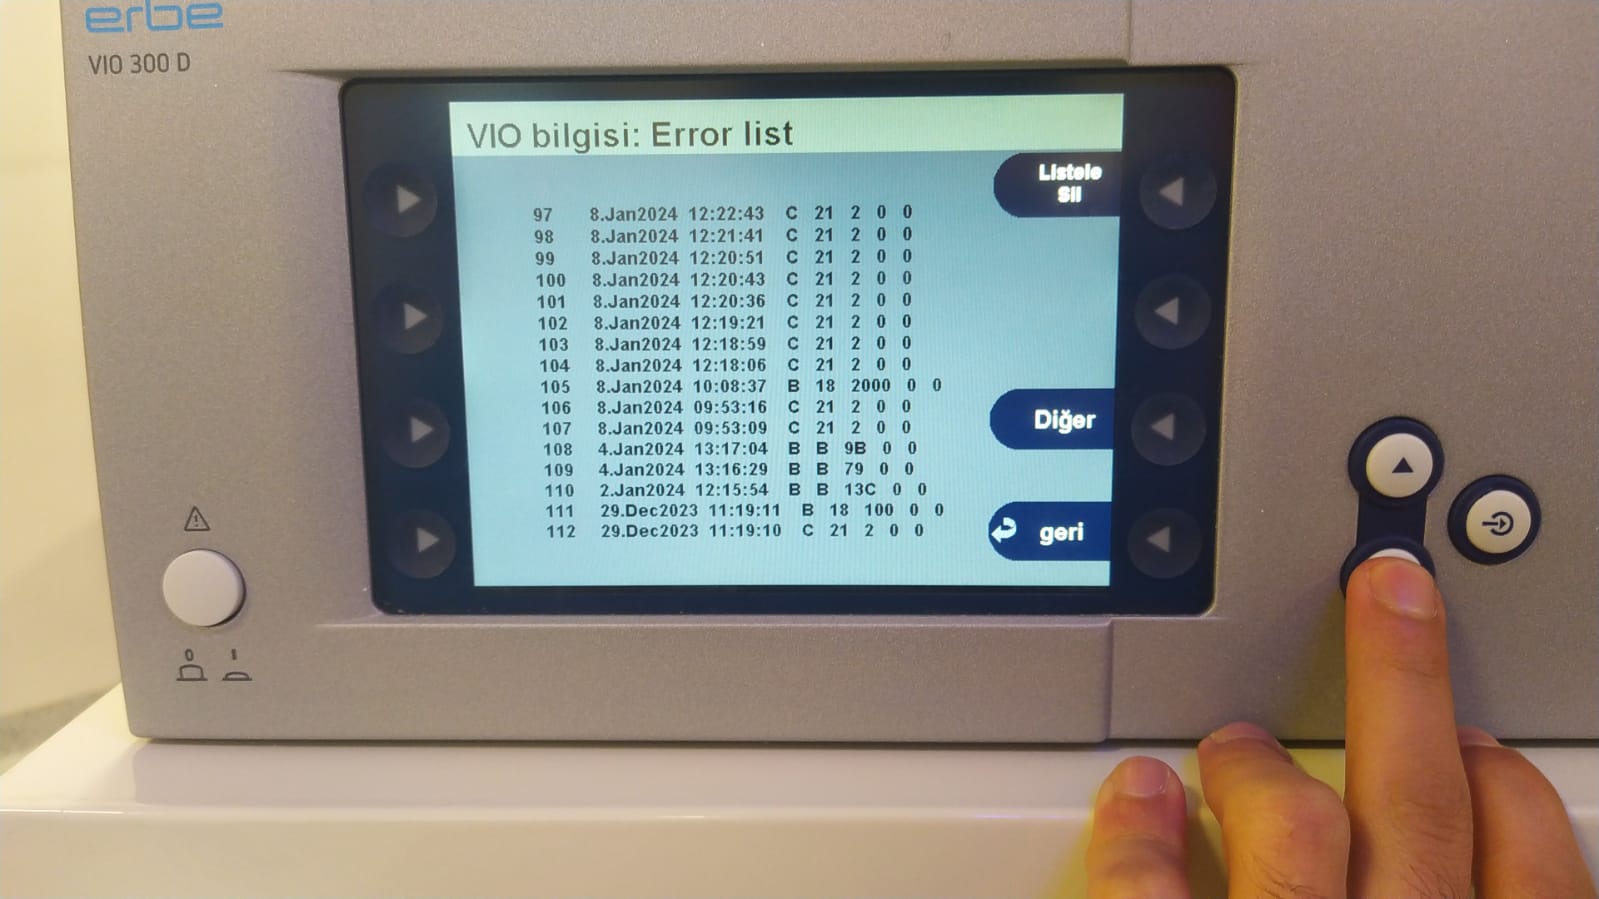 erbe
VIO 300 D
VIO bilgisi: Error list
Listele
Sil
97 8.Jan2024 12:22:43 C 21 2 0 0
98 8.Jan2024 12:21:41 C 21 2 0 0
99 8.Jan2024 12:20:51 C 21 2 0 0
100 8.Jan2024 12:20:43 C 21 2 0 0
101 8.Jan2024 12:20:36 C 21 2 0 0
102 8.Jan2024 12:19:21 C 21 2 0 0
103 8.Jan2024 12:18:59 C 21 2 0 0
104 8.Jan2024 12:18:06 C 21 2 0 0
105 8.Jan2024 10:08:37 B 18 2000 0 0
106 8.Jan2024 09:53:16 C 21 2 0 0
107 8.Jan2024 09:53:09 C 21 2 0 0
108 4.Jan2024 13:17:04 B B 9B 0 0
109 4.Jan2024 13:16:29 B B 79 0 0
110 2.Jan2024 12:15:54 B B 13C 0 0
111 29.Dec2023 11:19:11 B 18 100 0 0
112 29.Dec2023 11:19:10 C 21 2 0 0
Diğer
geri
0 I